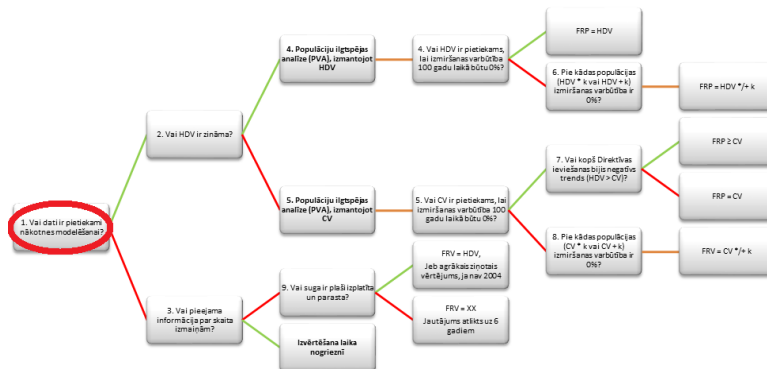 1. Vai dati ir pietiekami
nākotnes modelēšanai?
2. Vai HDV ir zināma?
3. Vai pieejama
informācija par skaita
izmaiņām?
4. Populāciju ilgtspējas
analīze (PVA), izmantojot
HDV
5. Populāciju ilgtspējas
analīze (PVA), izmantojot
CV
9. Vai suga ir plaši izplatīta
un parasta?
Izvērtēšana laika
nogrieznī
4. Vai HDV ir pietiekams,
lai izmiršanas varbūtība
100 gadu laikā būtu 0%?
5. Vai CV ir pietiekams, lai
izmiršanas varbūtība 100
gadu laikā būtu 0%?
FRV = HDV,
Jeb agrākais ziņotais
vērtējums, ja nav 2004
FRV = XX
Jautājums atlikts uz 6
gadiem
FRP = HDV
6. Pie kādas populācijas
(HDV * k vai HDV + k)
izmiršanas varbūtība ir
0%?
7. Vai kopš Direktīvas
ieviešanas bijis negatīvs
trends (HDV > CV)?
8. Pie kādas populācijas
(CV * k vai CV + k)
izmiršanas varbūtība ir
0%?
FRP = HDV */+ k
FRP ≥ CV
FRP = CV
FRV = CV */+ k